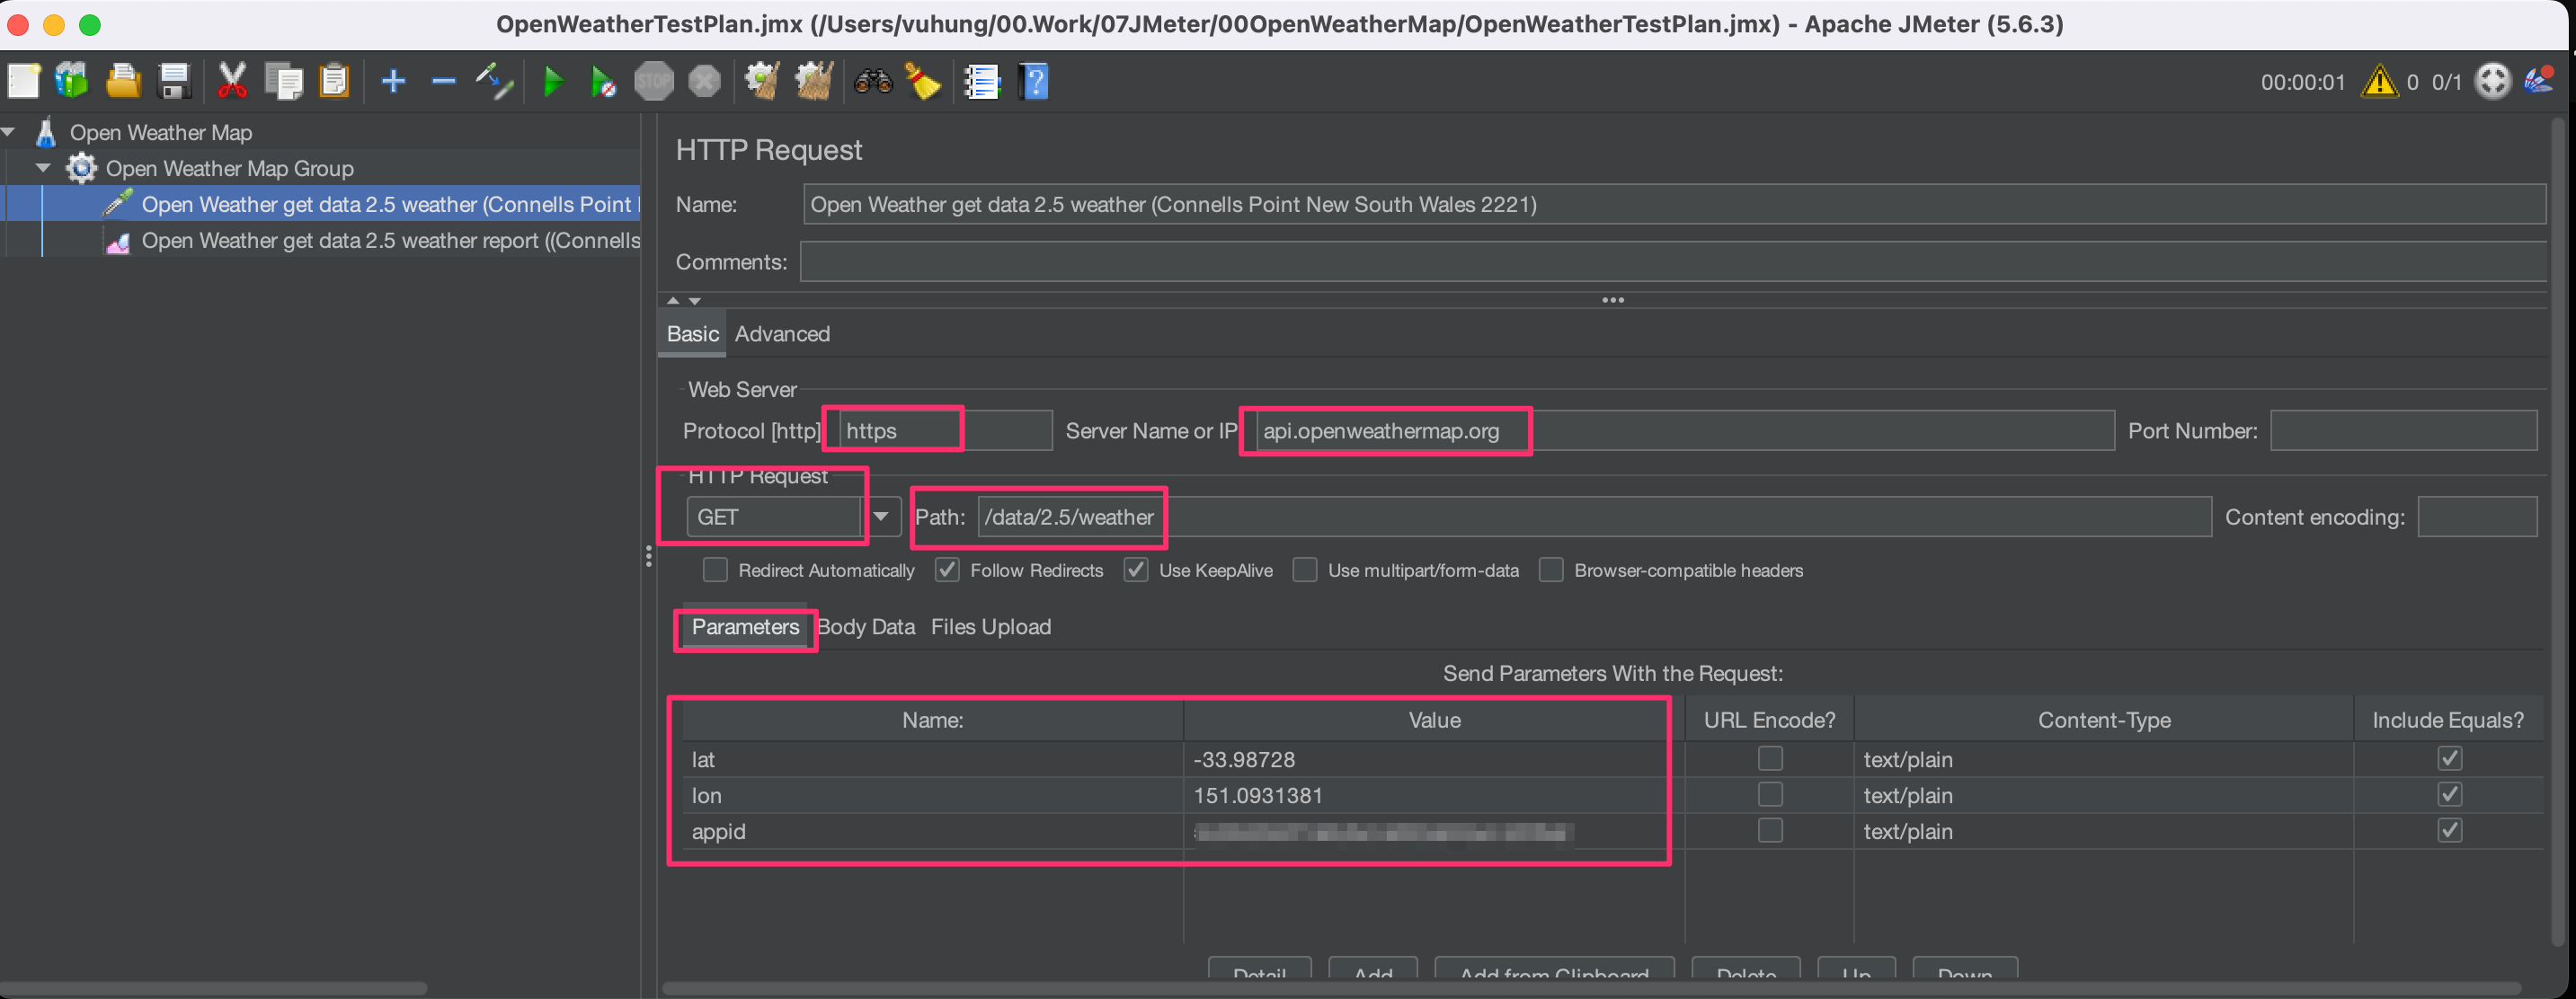 OpenWeatherTestPlan.jmx (/Users/vuhung/00.Work/07JMeter/00OpenWeatherMap/OpenWeatherTestPlan.jmx) - Apache JMeter (5.6.3)
STOP
00:00:01 0 0/1
Open Weather Map
Open Weather Map Group
Open Weather get data 2.5 weather (Connells Point
Open Weather get data 2.5 weather report ((Connells
HTTP Request
Name: Open Weather get data 2.5 weather (Connells Point New South Wales 2221)
Comments:
Basic Advanced
Web Server
Protocol [http] https Server Name or IP api.openweathermap.org Port Number:
HTTP Request
GET Path: /data/2.5/weather Content encoding:
Redirect Automatically Follow Redirects Use KeepAlive Use multipart/form-data Browser-compatible headers
Parameters Body Data Files Upload
Send Parameters With the Request:
Name: Value URL Encode? Content-Type Include Equals?
lat -33.98728 text/plain
lon 151.0931381 text/plain
appid text/plain
Detail Add Add from Clipboard Delete Up Down